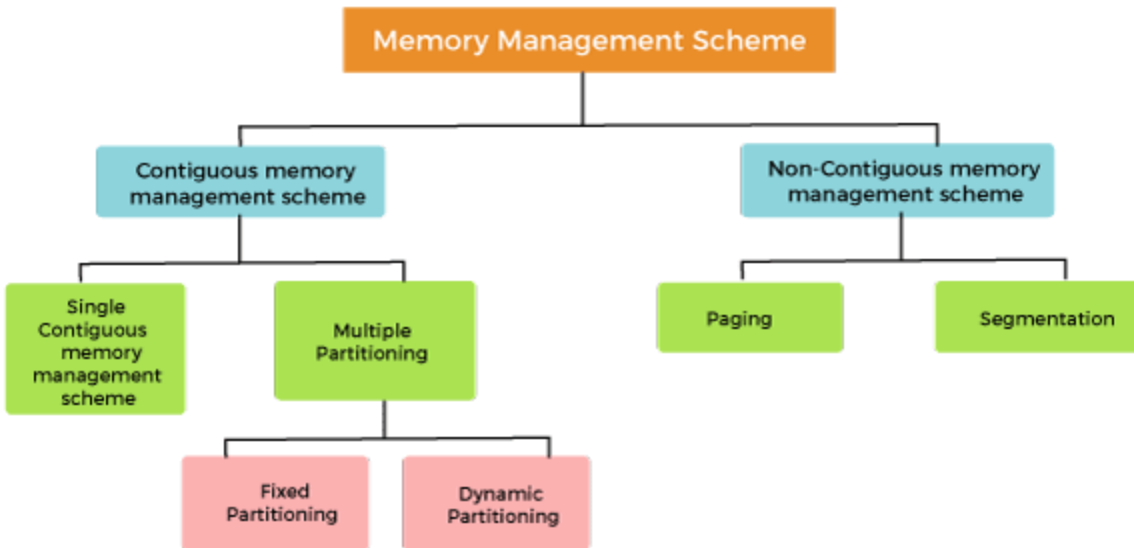 Memory Management Scheme
Contiguous memory
management scheme
Non-Contiguous memory
management scheme
Single
Contiguous
memory
management
scheme
Multiple
Partitioning
Paging
Segmentation
Fixed
Partitioning
Dynamic
Partitioning